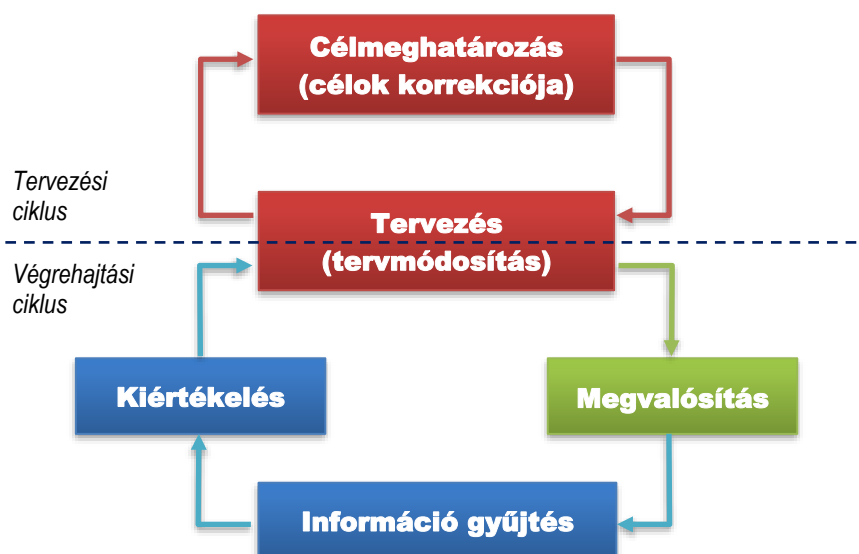 Célmeghatározás
(célok korrekciója)
Tervezési
ciklus
Tervezés
(tervmódosítás)
Végrehajtási
ciklus
Kiértékelés
Megvalósítás
Információ gyűjtés